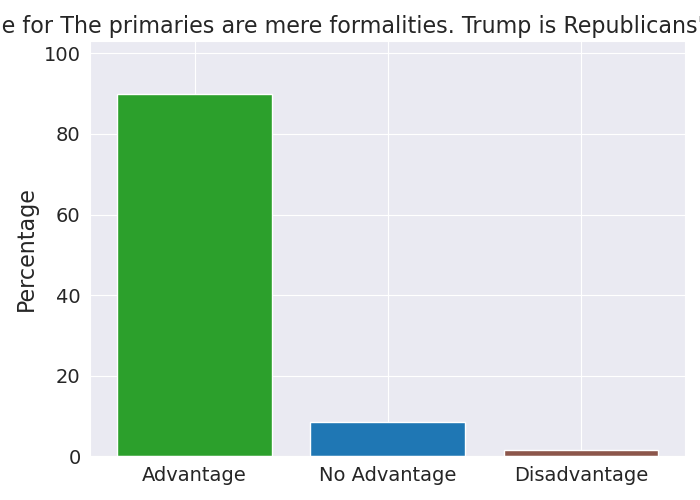 e for The primaries are mere formalities. Trump is Republicans'
100
80
60
40
20
0
Percentage
Advantage
No Advantage
Disadvantage